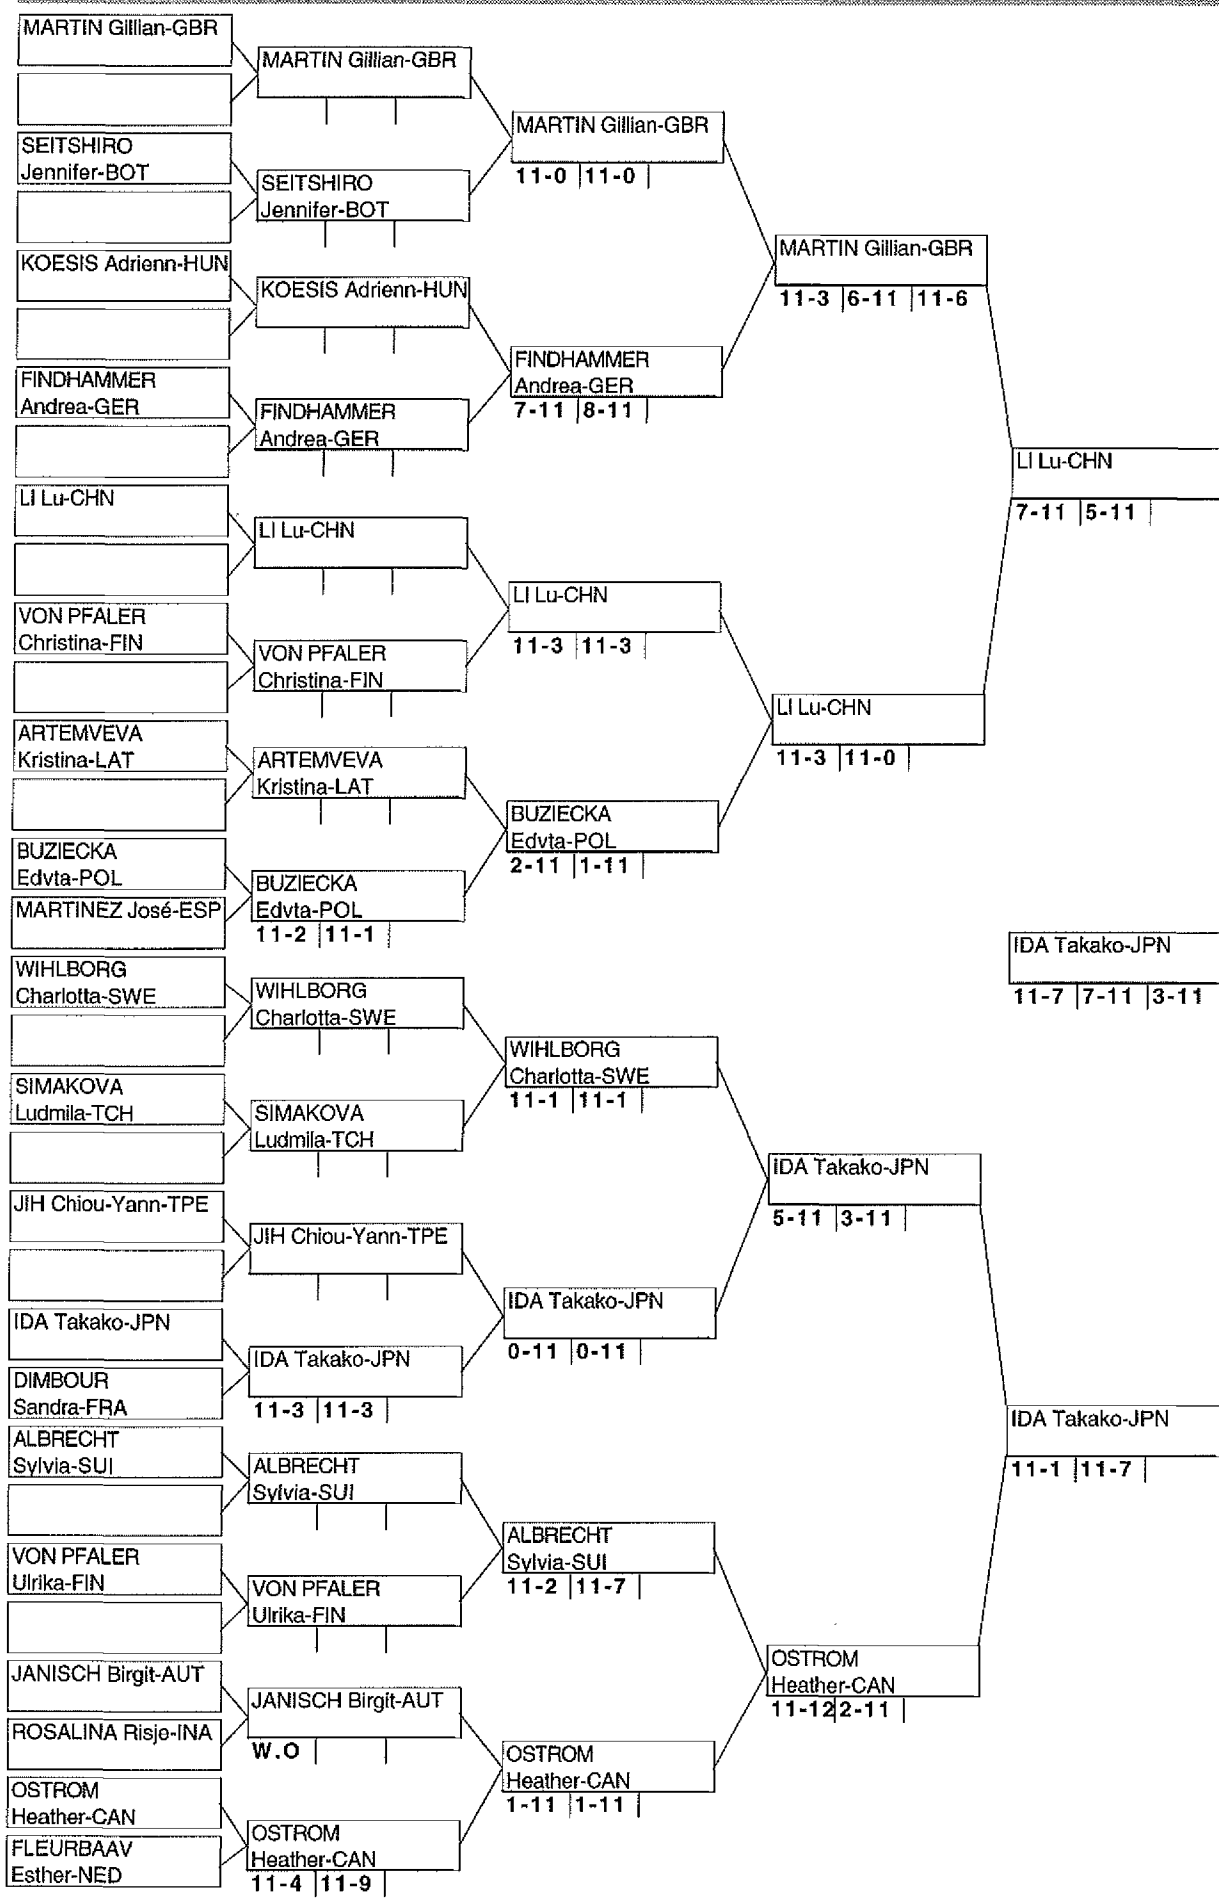 MARTIN Gillian-GBR
SEITSHIRO
Jennifer-BOT
KOESIS Adrienn-HUN
FINDHAMMER
Andrea-GER
LI Lu-CHN
VON PFALER
Christina-FIN
ARTEMVEVA
Kristina-LAT
BUZIECKA
Edvta-POL
MARTINEZ José-ESP
WIHLBORG
Charlotta-SWE
SIMAKOVA
Ludmila-TCH
JIH Chiou-Yann-TPE
IDA Takako-JPN
DIMBOUR
Sandra-FRA
ALBRECHT
Sylvia-SUI
VON PFALER
Ulrika-FIN
JANISCH Birgit-AUT
ROSALINA Risje-INA
OSTROM
Heather-CAN
FLEURBAAV
Esther-NED
MARTIN Gillian-GBR
SEITSHIRO
Jennifer-BOT
KOESIS Adrienn-HUN
FINDHAMMER
Andrea-GER
LI Lu-CHN
VON PFALER
Christina-FIN
ARTEMVEVA
Kristina-LAT
BUZIECKA
Edvta-POL
11-2 11-1
WIHLBORG
Charlotta-SWE
SIMAKOVA
Ludmila-TCH
JIH Chiou-Yann-TPE
IDA Takako-JPN
11-3 11-3
ALBRECHT
Sylvia-SUI
VON PFALER
Ulrika-FIN
JANISCH Birgit-AUT
W.O
OSTROM
Heather-CAN
11-4 11-9
MARTIN Gillian-GBR
11-0 11-0
FINDHAMMER
Andrea-GER
7-11 8-11
LI Lu-CHN
11-3 11-3
BUZIECKA
Edvta-POL
2-11 1-11
WIHLBORG
Charlotta-SWE
11-1 11-1
IDA Takako-JPN
0-11 0-11
ALBRECHT
Sylvia-SUI
11-2 11-7
OSTROM
Heather-CAN
1-11 1-11
MARTIN Gillian-GBR
11-3 6-11 11-6
LI Lu-CHN
11-3 11-0
IDA Takako-JPN
5-11 3-11
OSTROM
Heather-CAN
11-12 2-11
LI Lu-CHN
7-11 5-11
IDA Takako-JPN
11-7 7-11 3-11
IDA Takako-JPN
11-1 11-7